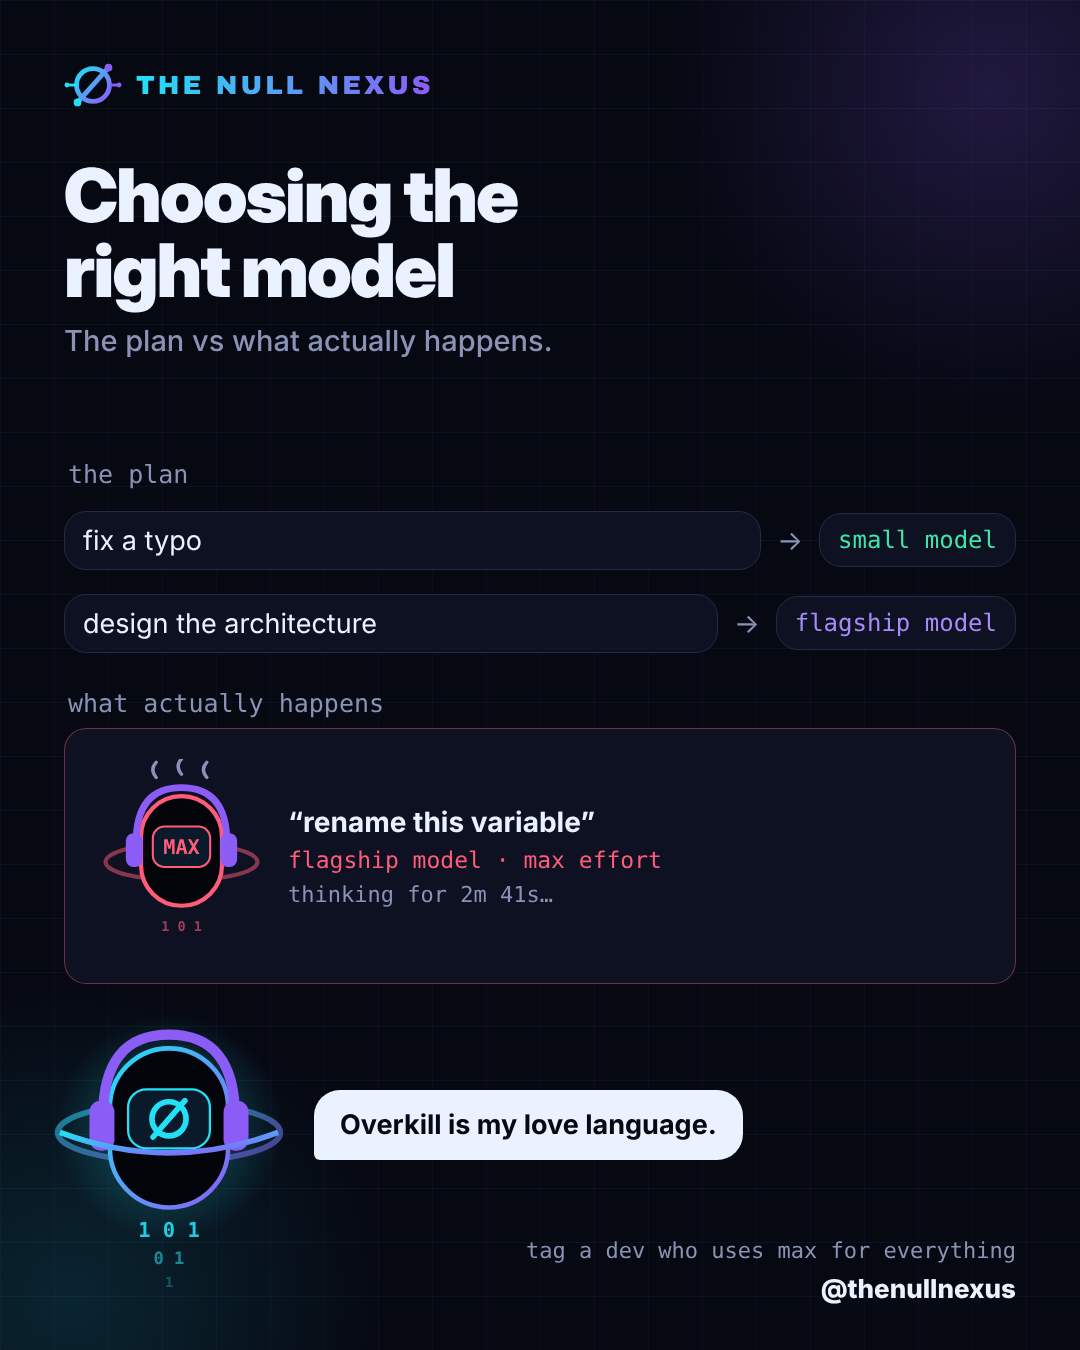 THE NULL NEXUS
Choosing the
right model
The plan vs what actually happens.
the plan
fix a typo → small model
design the architecture → flagship model
what actually happens
MAX
1 0 1
“rename this variable”
flagship model · max effort
thinking for 2m 41s…
Overkill is my love language.
1 0 1
0 1
1
tag a dev who uses max for everything
@thenullnexus